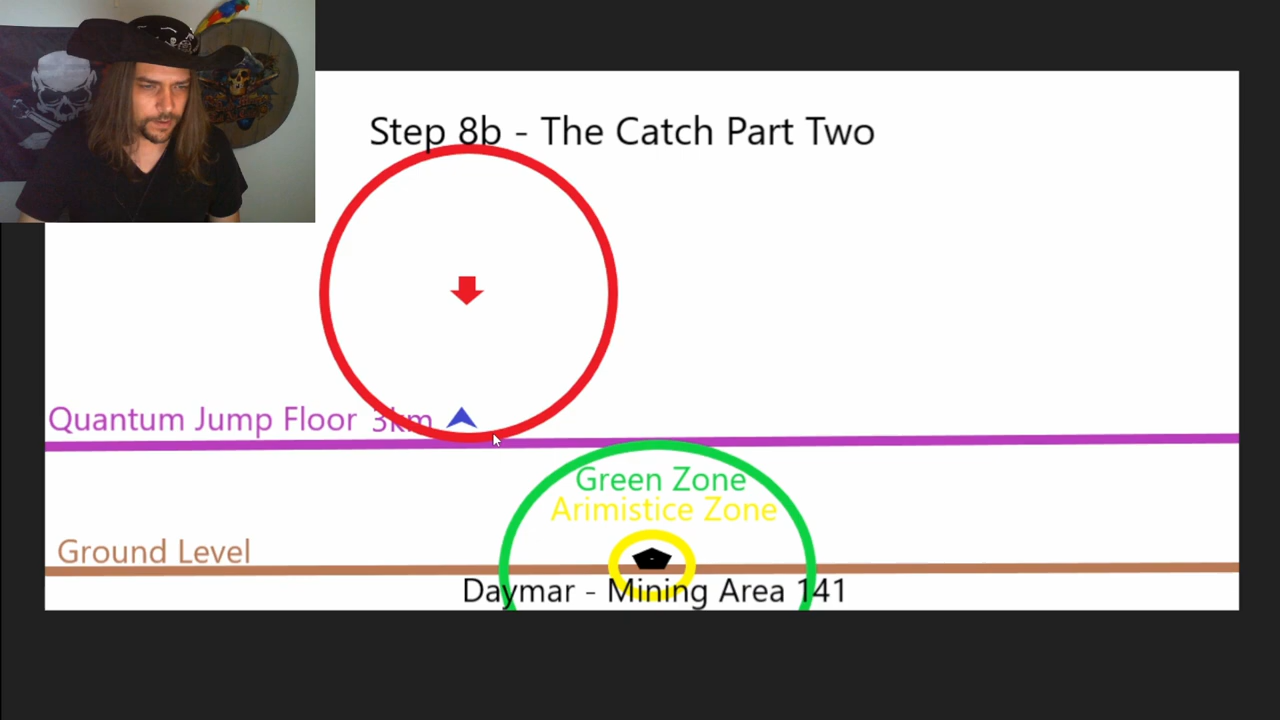 Step 8b - The Catch Part Two
Quantum Jump Floor 3km
Green Zone
Arimistice Zone
Ground Level
Daymar - Mining Area 141